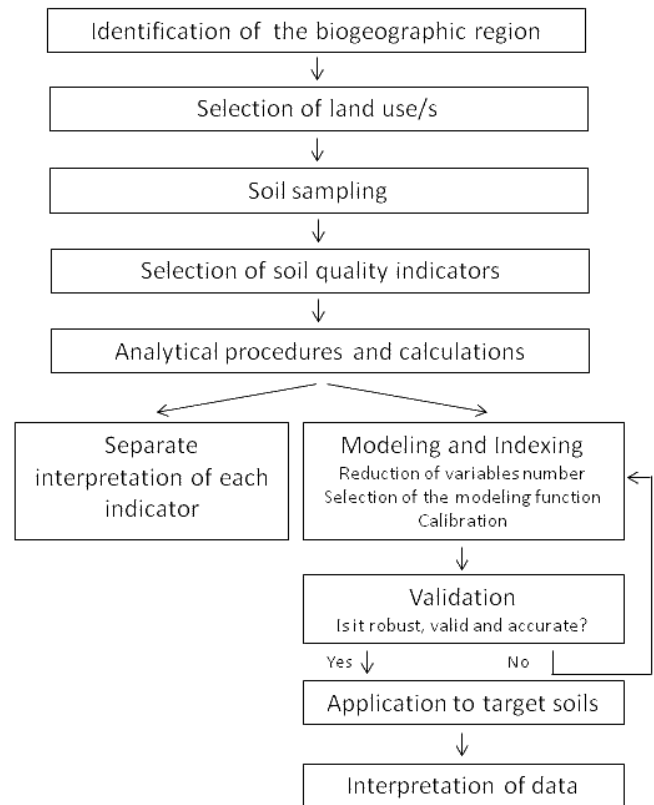 Identification of the biogeographic region
Selection of land use/s
Soil sampling
Selection of soil quality indicators
Analytical procedures and calculations
Separate
interpretation of each
indicator
Modeling and Indexing
Reduction of variables number
Selection of the modeling function
Calibration
Validation
Is it robust, valid and accurate?
Yes
No
Application to target soils
Interpretation of data